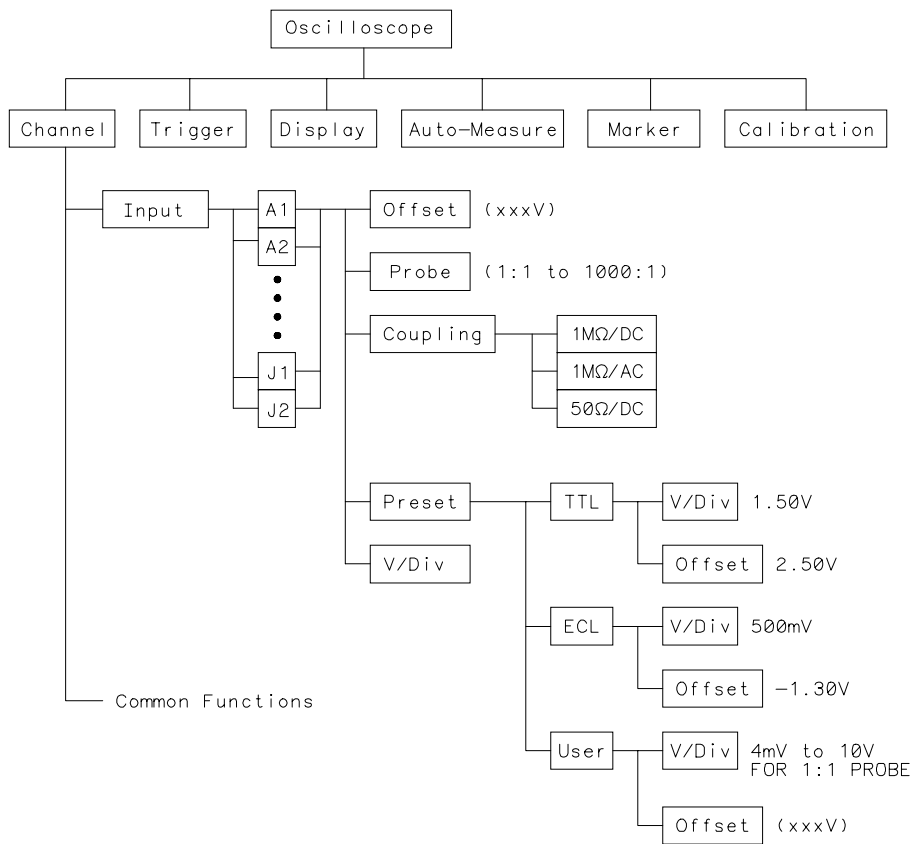 Oscilloscope
Channel
Trigger
Display
Auto-Measure
Marker
Calibration
Input
A1
Offset
(xxxV)
A2
Probe
(1:1 to 1000:1)
Coupling
1MΩ/DC
J1
1MΩ/AC
J2
50Ω/DC
Preset
TTL
V/Div
1.50V
V/Div
Offset
2.50V
ECL
V/Div
500mV
Common Functions
Offset
-1.30V
User
V/Div
4mV to 10V
FOR 1:1 PROBE
Offset
(xxxV)